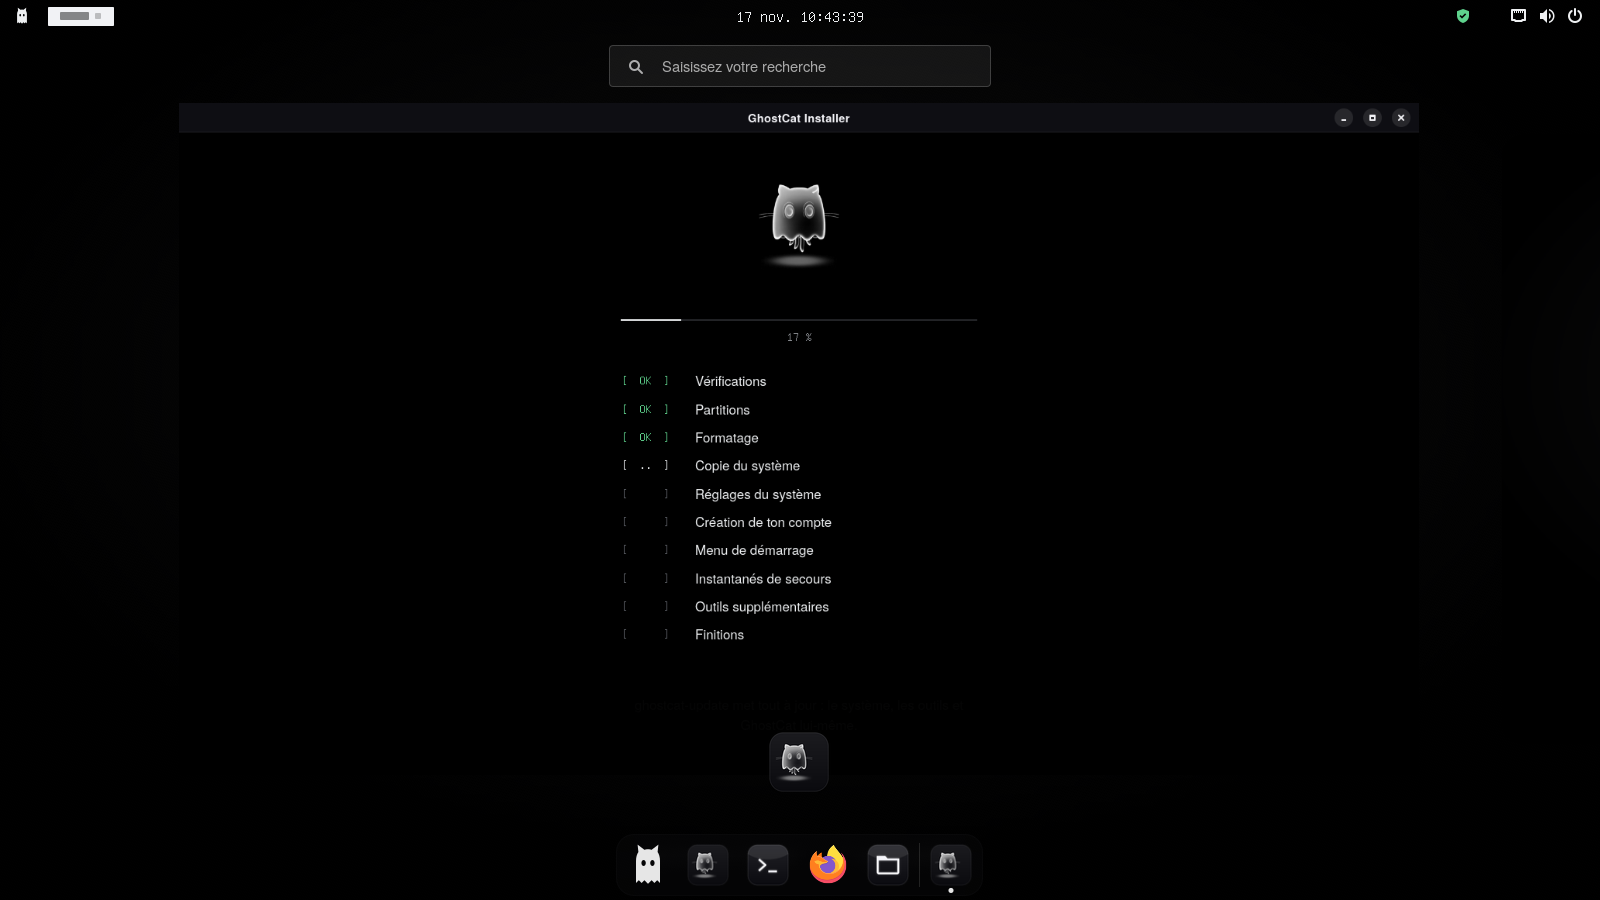 17 nov. 10:43:39
Saisissez votre recherche
GhostCat Installer
17 %
[ OK ] Vérifications
[ OK ] Partitions
[ OK ] Formatage
[ .. ] Copie du système
[ ] Réglages du système
[ ] Création de ton compte
[ ] Menu de démarrage
[ ] Instantanés de secours
[ ] Outils supplémentaires
[ ] Finitions